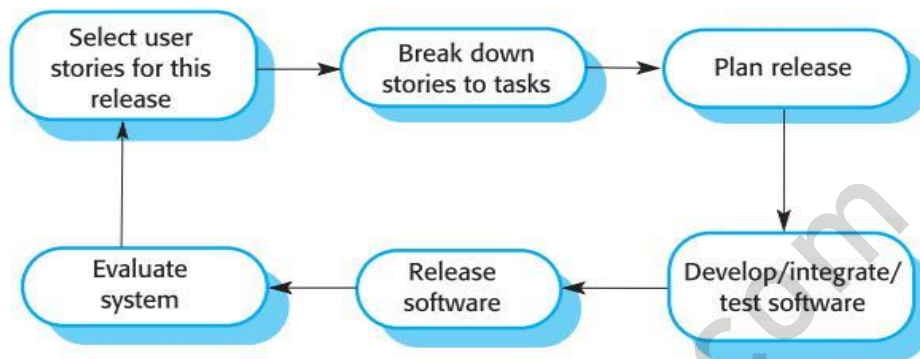 Select user
stories for this
release
Break down
stories to tasks
Plan release
Evaluate
system
Release
software
Develop/integrate/
test software
com